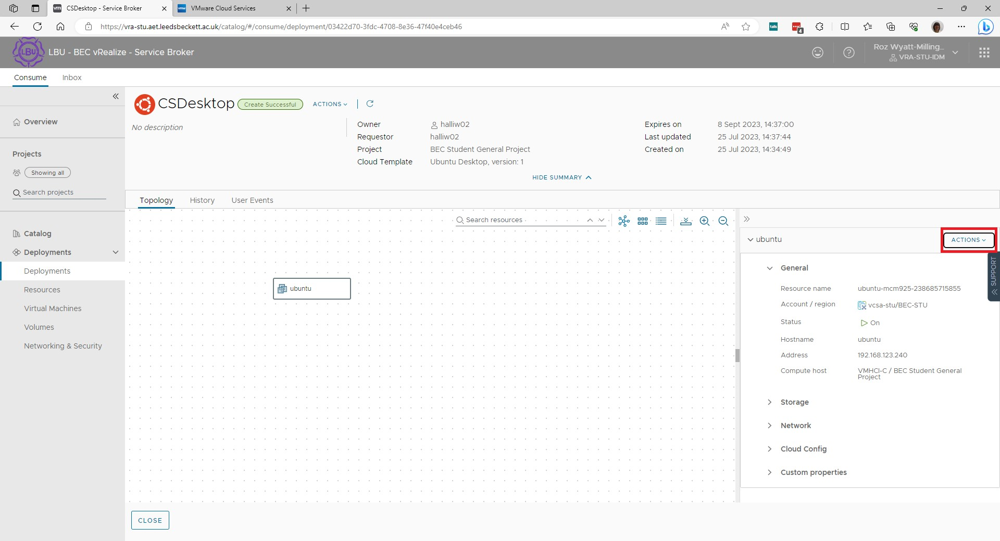 CSDesktop - Service Broker
VMware Cloud Services
https://vra-stu.aet.leedsbeckett.ac.uk/catalog/#/consume/deployment/03422d70-3fdc-4708-8e36-47f40e4ceb46
talis
4
LBU
LBU - BEC vRealize - Service Broker
Roz Wyatt-Milling...
VRA-STU-IDM
Consume
Inbox
CSDesktop
Create Successful
ACTIONS
No description
Owner
halliw02
Requestor
halliw02
Project
BEC Student General Project
Cloud Template
Ubuntu Desktop, version: 1
Expires on
8 Sept 2023, 14:37:00
Last updated
25 Jul 2023, 14:37:44
Created on
25 Jul 2023, 14:34:49
HIDE SUMMARY
Overview
Projects
Showing all
Search projects
Catalog
Deployments
Deployments
Resources
Virtual Machines
Volumes
Networking & Security
Topology
History
User Events
Search resources
ubuntu
ubuntu
ACTIONS
SUPPORT
General
Resource name
ubuntu-mcm925-238685715855
Account / region
vcsa-stu/BEC-STU
Status
On
Hostname
ubuntu
Address
192.168.123.240
Compute host
VMHCI-C / BEC Student General
Project
Storage
Network
Cloud Config
Custom properties
CLOSE